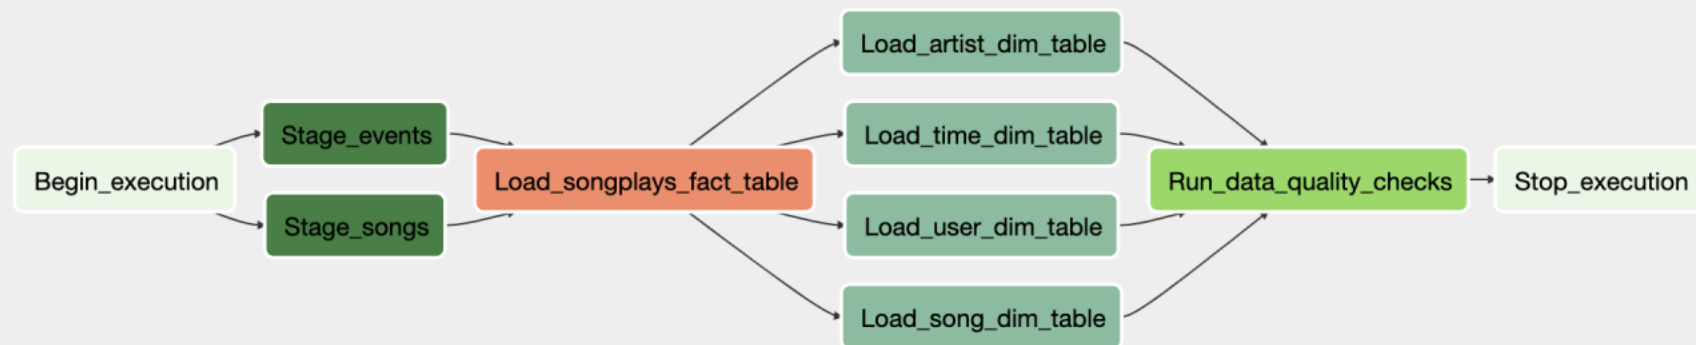 Begin_execution
Stage_events
Stage_songs
Load_songplays_fact_table
Load_artist_dim_table
Load_time_dim_table
Load_user_dim_table
Load_song_dim_table
Run_data_quality_checks
Stop_execution